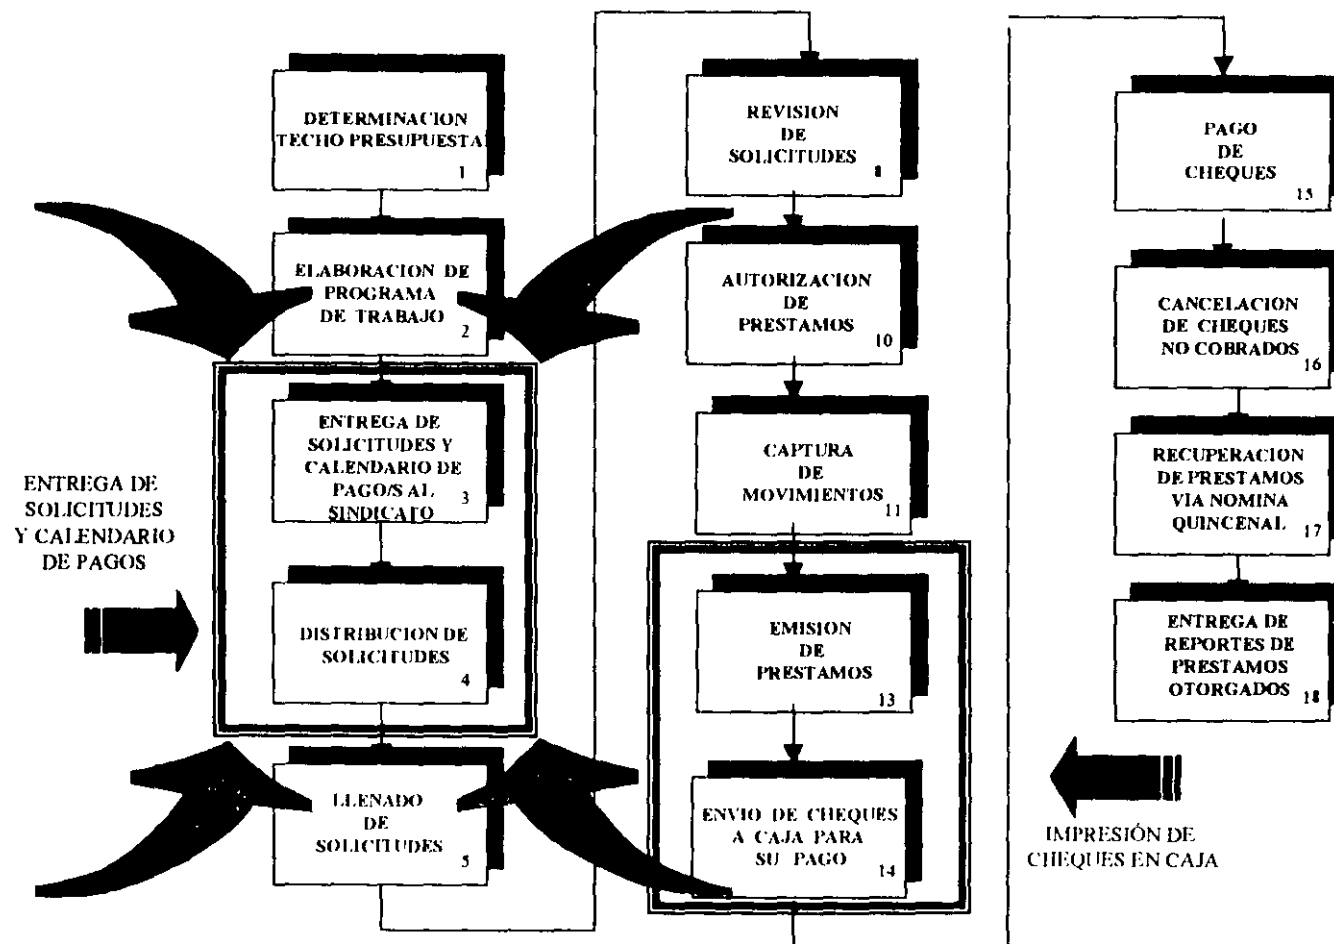 DETERMINACION
TECHO PRESUPUESTAL
1
ELABORACION DE
PROGRAMA
DE TRABAJO
2
ENTREGA DE
SOLICITUDES Y
CALENDARIO DE
PAGO/S AL
SINDICATO
3
DISTRIBUCION DE
SOLICITUDES
4
LLENADO
DE
SOLICITUDES
5
ENTREGA DE
SOLICITUDES
Y CALENDARIO
DE PAGOS
REVISION
DE
SOLICITUDES
8
AUTORIZACION
DE
PRESTAMOS
10
CAPTURA
DE
MOVIMIENTOS
11
EMISION
DE
PRESTAMOS
13
ENVIO DE CHEQUES
A CAJA PARA
SU PAGO
14
PAGO
DE
CHEQUES
15
CANCELACION
DE CHEQUES
NO COBRADOS
16
RECUPERACION
DE PRESTAMOS
VIA NOMINA
QUINCENAL
17
ENTREGA DE
REPORTES DE
PRESTAMOS
OTORGADOS
18
IMPRESIÓN DE
CHEQUES EN CAJA